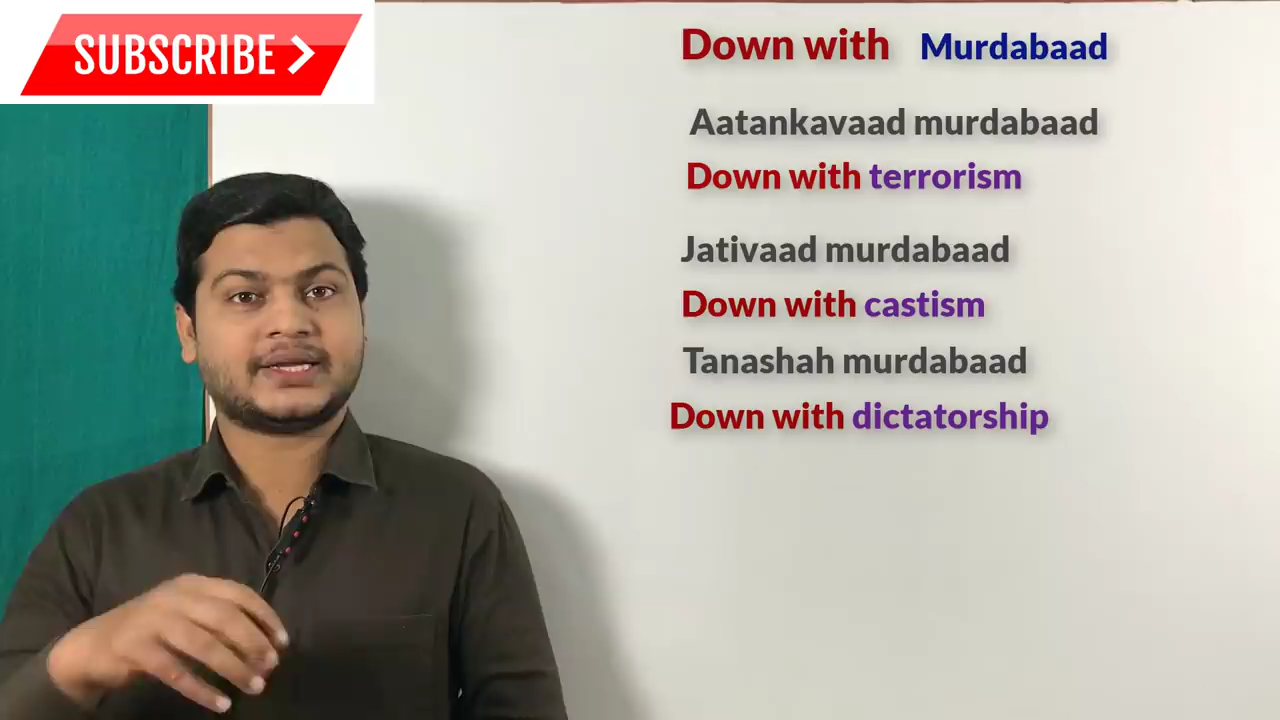 SUBSCRIBE
Down with Murdabaad
Aatankavaad murdabaad
Down with terrorism
Jativaad murdabaad
Down with castism
Tanashah murdabaad
Down with dictatorship